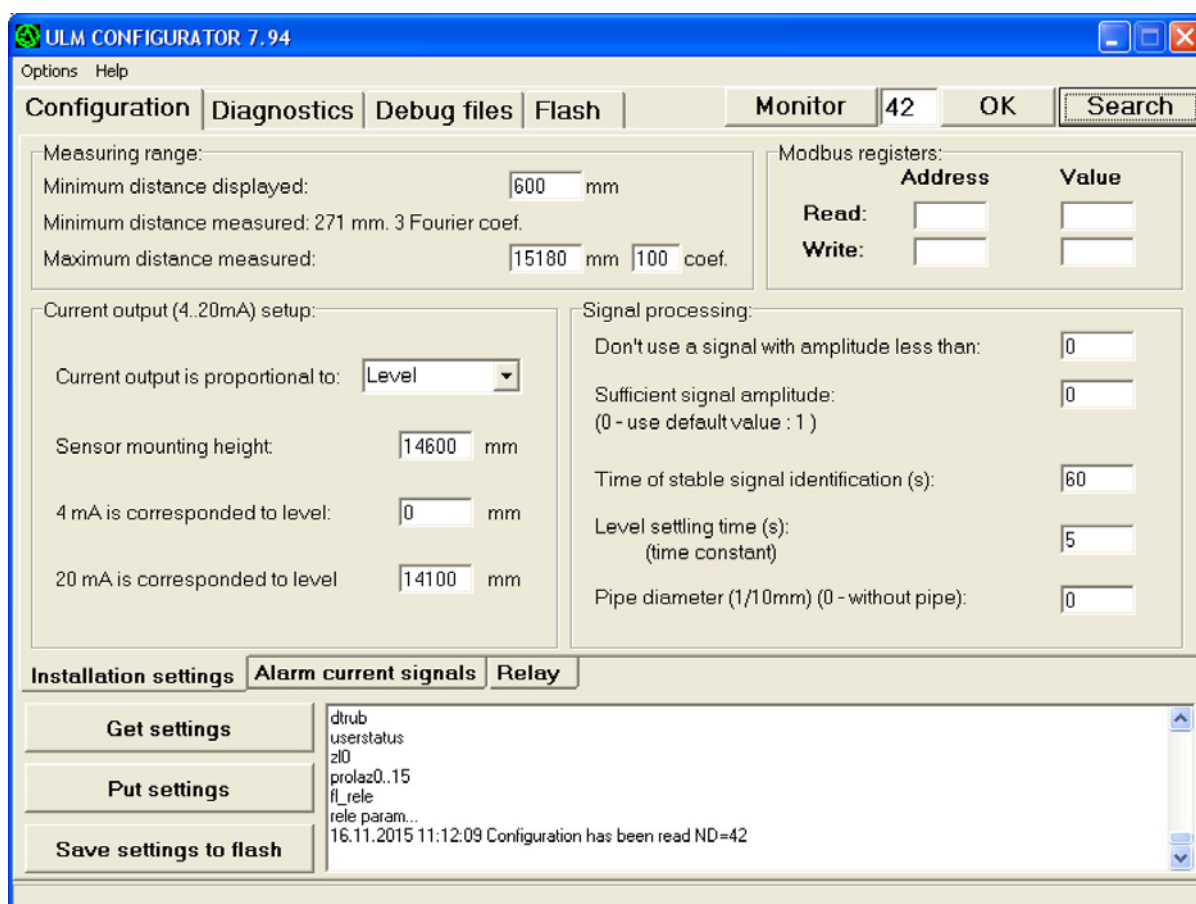 ULM CONFIGURATOR 7.94
Options Help
Configuration Diagnostics Debug files Flash Monitor 42 OK Search
Measuring range:
Minimum distance displayed: 600 mm
Minimum distance measured: 271 mm. 3 Fourier coef.
Maximum distance measured: 15180 mm 100 coef.
Modbus registers:
Address Value
Read:
Write:
Current output (4..20mA) setup:
Current output is proportional to: Level
Sensor mounting height: 14600 mm
4 mA is corresponded to level: 0 mm
20 mA is corresponded to level 14100 mm
Signal processing:
Don't use a signal with amplitude less than: 0
Sufficient signal amplitude: 0
(0 - use default value : 1 )
Time of stable signal identification (s): 60
Level settling time (s): 5
(time constant)
Pipe diameter (1/10mm) (0 - without pipe): 0
Installation settings Alarm current signals Relay
Get settings
Put settings
Save settings to flash
dtrub
userstatus
zl0
prolaz0..15
fl_rele
rele param...
16.11.2015 11:12:09 Configuration has been read ND=42